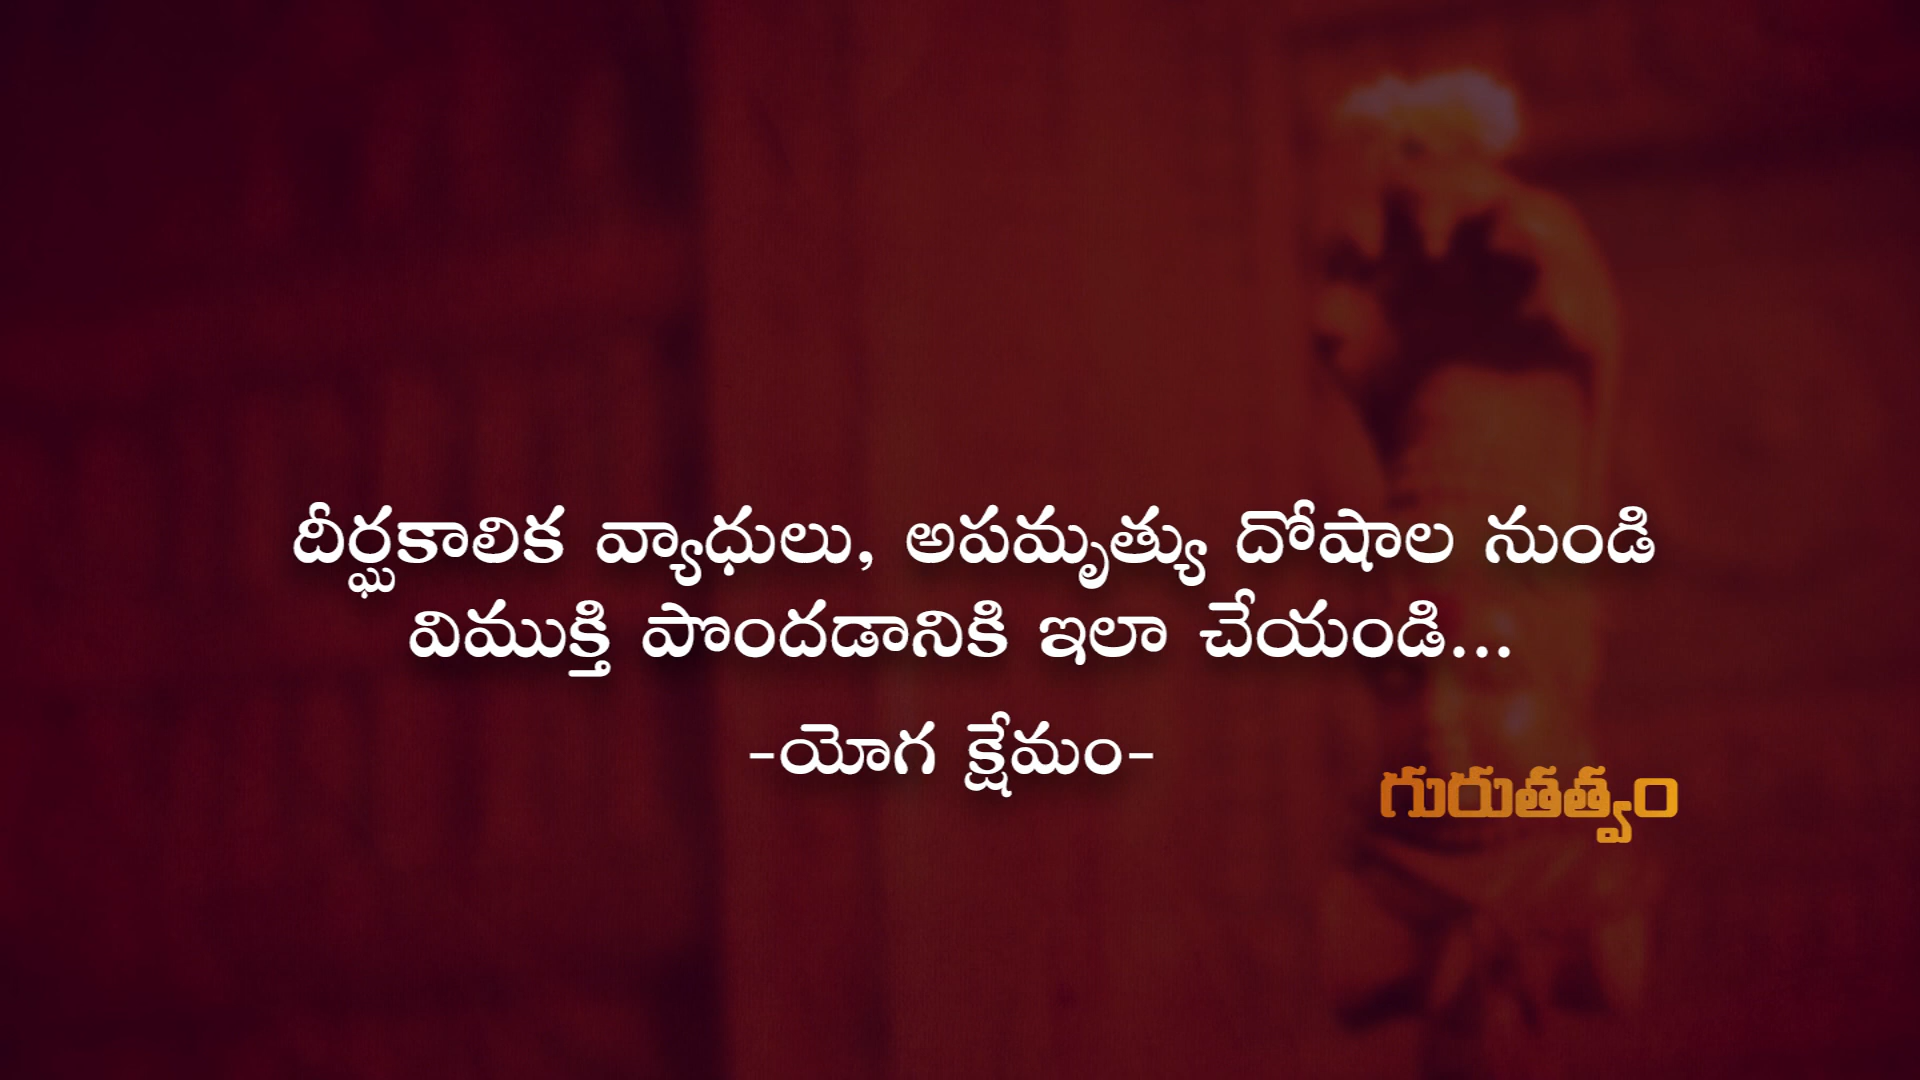 దీర్ఘకాలిక వ్యాధులు, అపమృత్యు దోషాల నుండి
విముక్తి పొందడానికి ఇలా చేయండి...
-యోగ క్షేమం-
గురుతత్వం